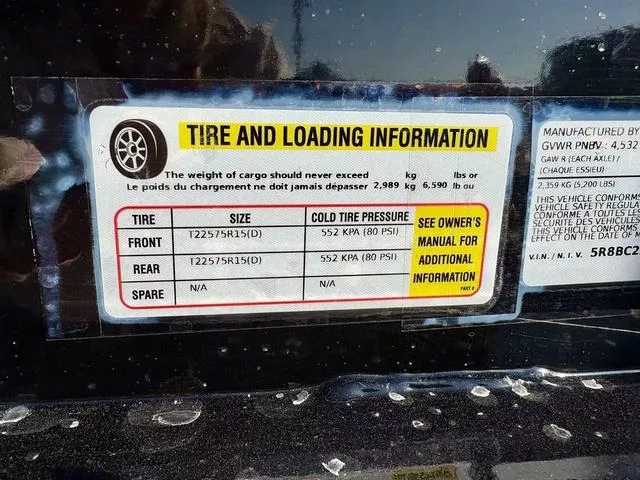 TIRE AND LOADING INFORMATION
The weight of cargo should never exceed kg lbs or
Le poids du chargement ne doit jamais dépasser 2,989 kg 6,590 lb ou
TIRE SIZE COLD TIRE PRESSURE
FRONT T22575R15(D) 552 KPA (80 PSI)
REAR T22575R15(D) 552 KPA (80 PSI)
SPARE N/A N/A
SEE OWNER'S
MANUAL FOR
ADDITIONAL
INFORMATION
PART #
MANUFACTURED BY
GVWR PNBV : 4,532
GAW R (EACH AXLE) /
(CHAQUE ESSIEU)
2,359 KG (5,200 LBS)
THIS VEHICLE CONFORMS
VEHICLE SAFETY REGULA
CONFORME A TOUTES LES
SECURITE DES VEHICULES
THIS VEHICLE CONFORMS
EFFECT ON THE DATE OF M
V.I.N. / N.I.V. 5R8BC2